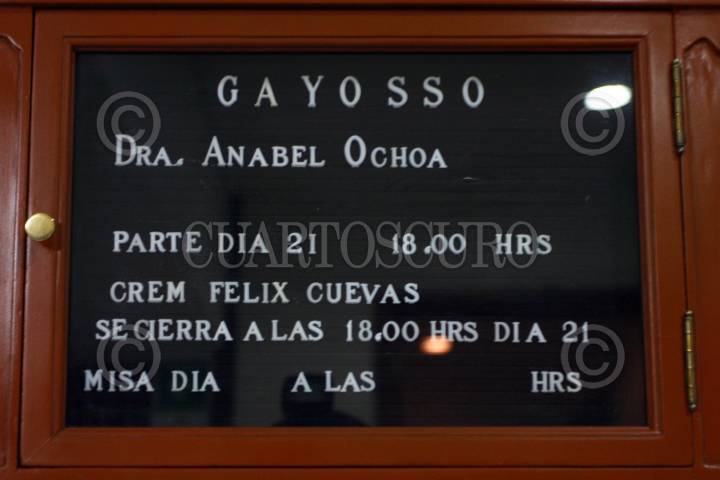 GAYOSSO
DRA. ANABEL OCHOA
PARTE DIA 21 18.00 HRS
CUARTOSCURO
CREM FELIX CUEVAS
SE CIERRA A LAS 18.00 HRS DIA 21
MISA DIA A LAS HRS